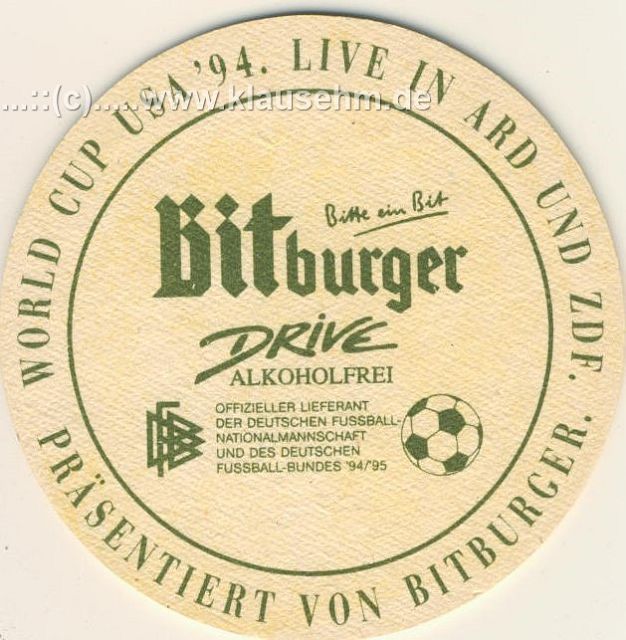 WORLD CUP USA '94. LIVE IN ARD UND ZDF.
PRÄSENTIERT VON BITBURGER.
...::(c).....www.klausehm.de
Bitte ein Bit
Bitburger
DRIVE
ALKOHOLFREI
DFB
OFFIZIELLER LIEFERANT
DER DEUTSCHEN FUSSBALL-
NATIONALMANNSCHAFT
UND DES DEUTSCHEN
FUSSBALL-BUNDES '94/'95